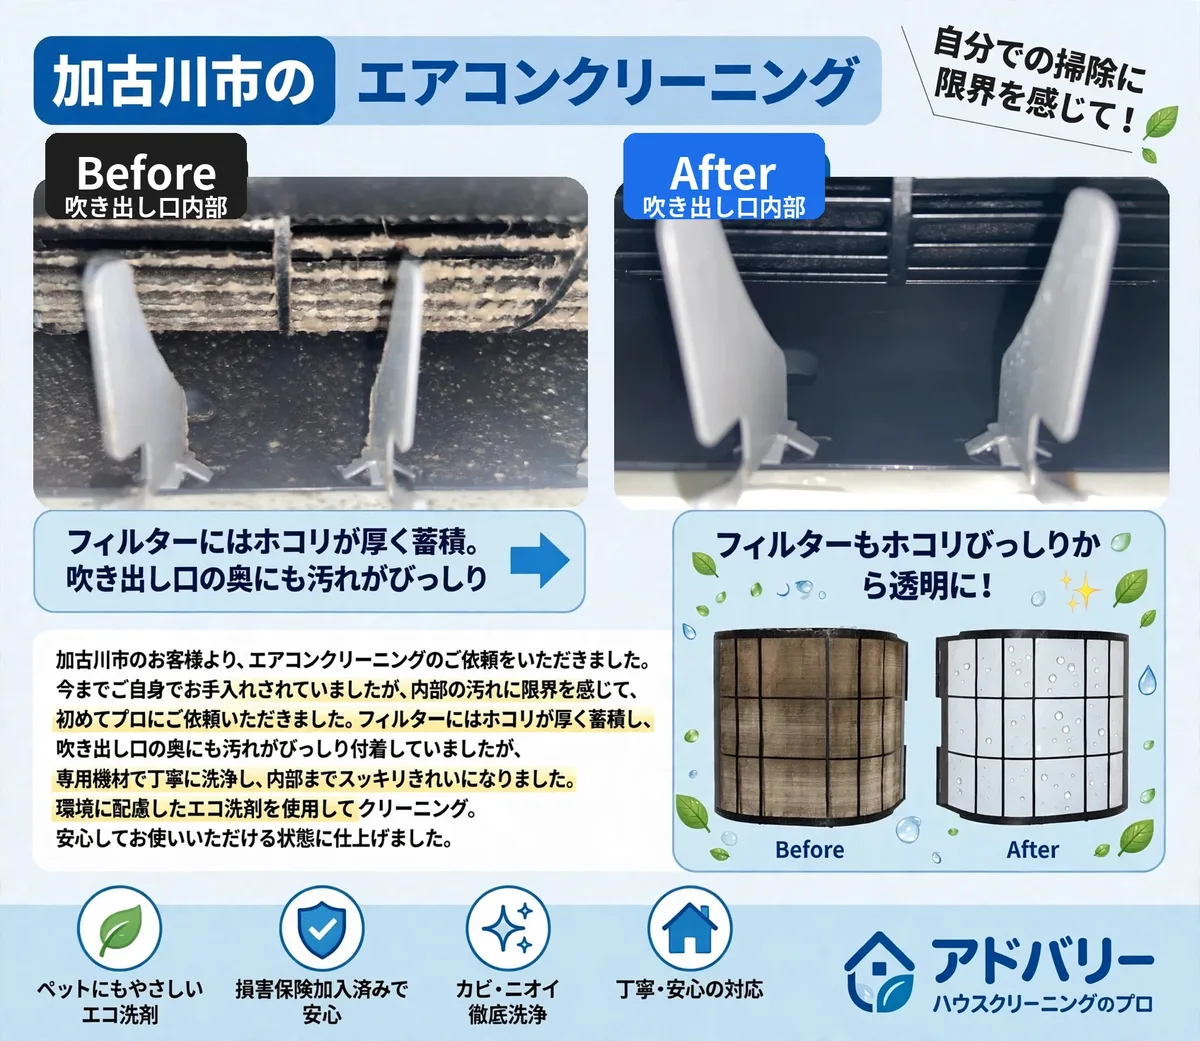 加古川市の エアコンクリーニング
自分での掃除に
限界を感じて！
Before
吹き出し口内部
After
吹き出し口内部
フィルターにはホコリが厚く蓄積。
吹き出し口の奥にも汚れがびっしり
フィルターもホコリびっしりか
ら透明に！
Before
After
加古川市のお客様より、エアコンクリーニングのご依頼をいただきました。
今までご自身でお手入れされていましたが、内部の汚れに限界を感じて、
初めてプロにご依頼いただきました。フィルターにはホコリが厚く蓄積し、
吹き出し口の奥にも汚れがびっしり付着していましたが、
専用機材で丁寧に洗浄し、内部までスッキリきれいになりました。
環境に配慮したエコ洗剤を使用してクリーニング。
安心してお使いいただける状態に仕上げました。
ペットにもやさしい
エコ洗剤
損害保険加入済みで
安心
カビ・ニオイ
徹底洗浄
丁寧・安心の対応
アドバリー
ハウスクリーニングのプロ